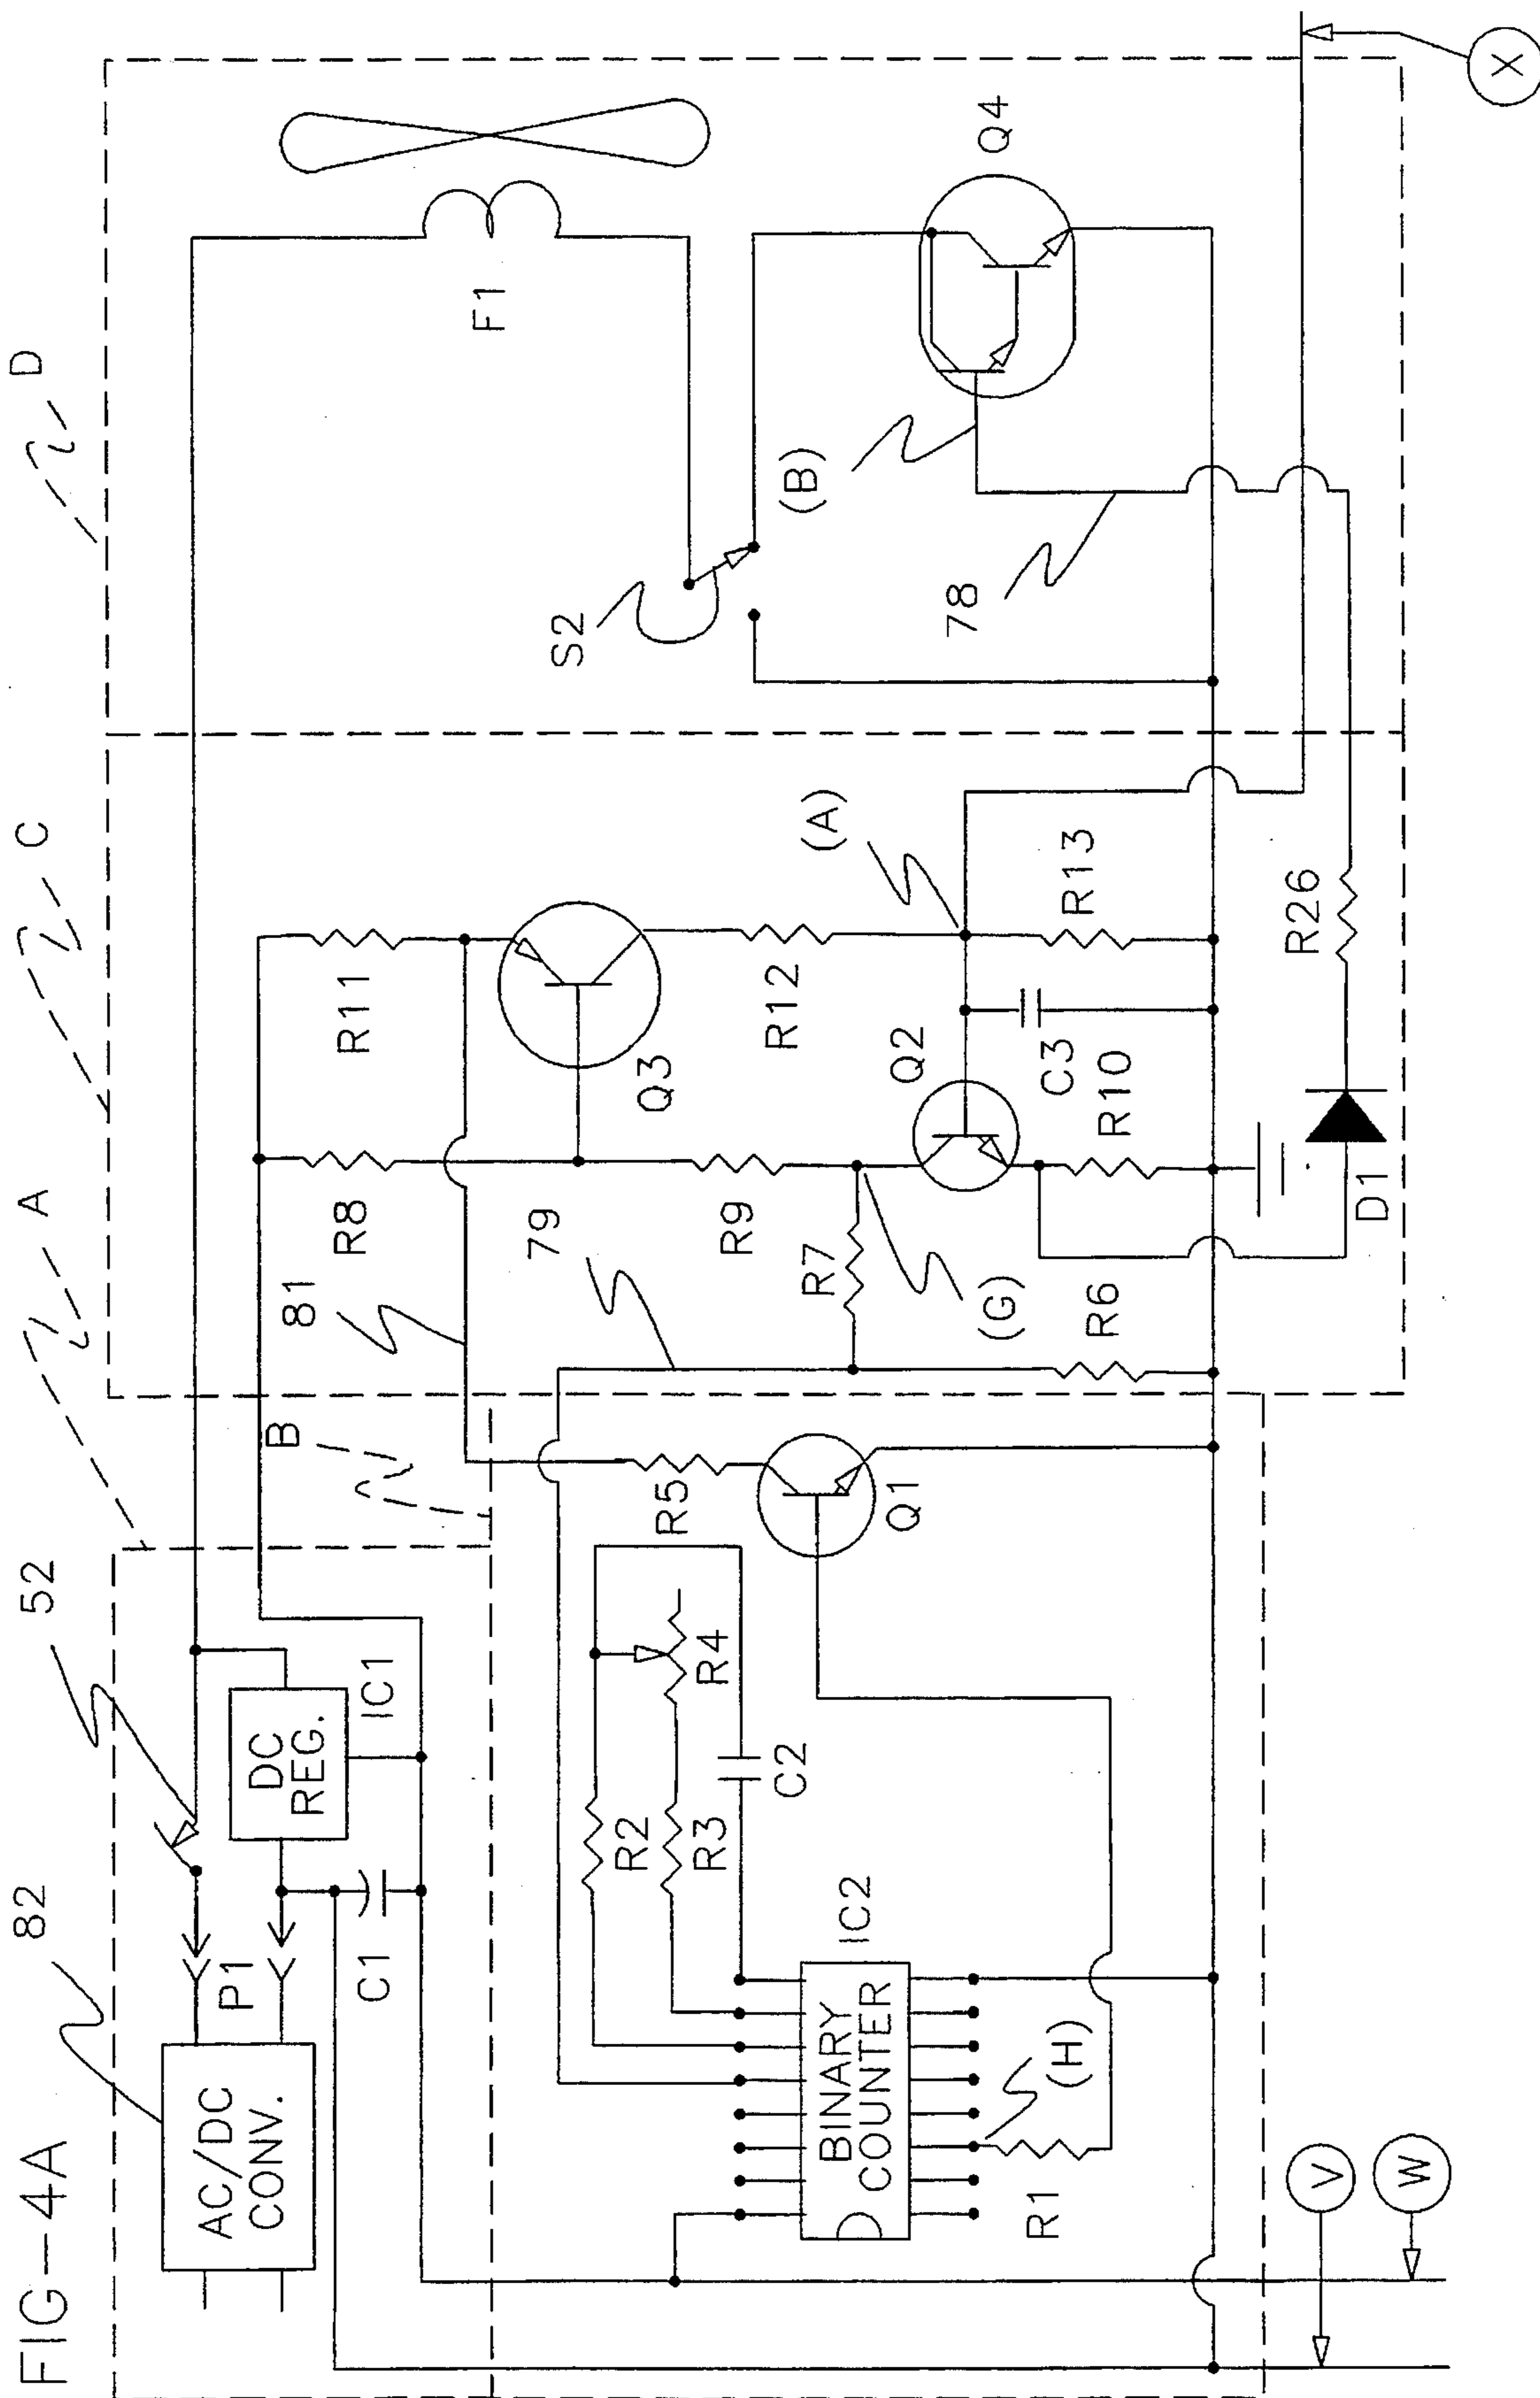 FIG-4A
82
52
A
C
D
AC/DC
CONV.
P1
C1
DC
REG.
IC1
B
81
R8
R11
F1
79
R9
Q3
R12
S2
R2
R3
R4
C2
R5
Q1
R7
(G)
Q2
(A)
(B)
Q4
78
IC2
BINARY
COUNTER
(H)
R1
R6
R10
C3
R13
D1
R26
V
W
X